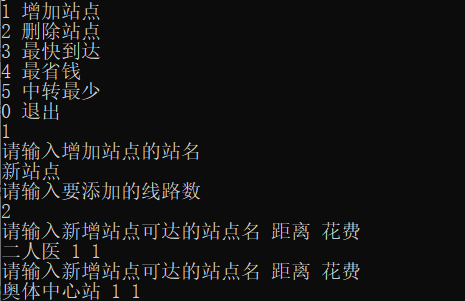 1 增加站点
2 删除站点
3 最快到达
4 最省钱
5 中转最少
0 退出
1
请输入增加站点的站名
新站点
请输入要添加的线路数
2
请输入新增站点可达的站点名 距离 花费
二人医 1 1
请输入新增站点可达的站点名 距离 花费
奥体中心站 1 1